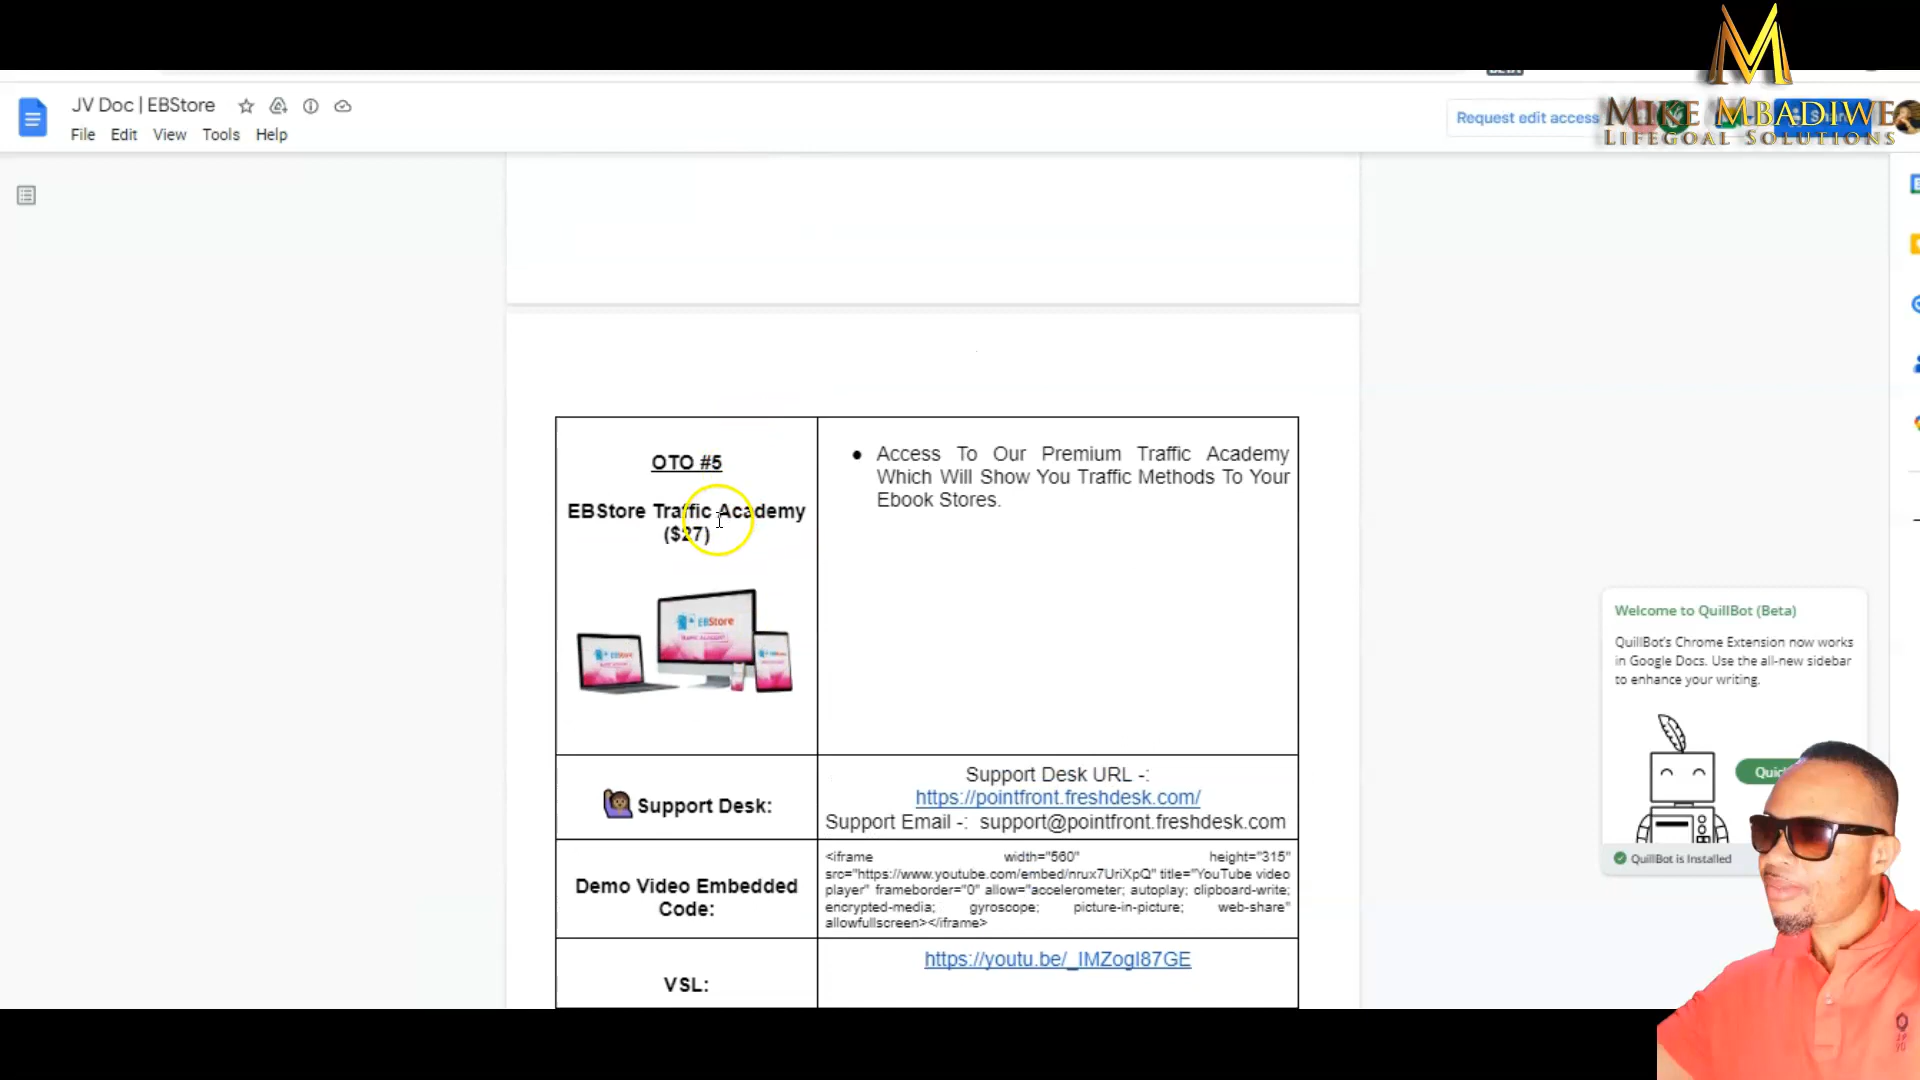 BETA
JV Doc | EBStore
File Edit View Tools Help
Request edit access
MIKE MBADIWE
LIFEGOAL SOLUTIONS
OTO #5
EBStore Traffic Academy
($27)
EBStore
● Access To Our Premium Traffic Academy
Which Will Show You Traffic Methods To Your
Ebook Stores.
Support Desk:
Support Desk URL -:
https://pointfront.freshdesk.com/
Support Email -: support@pointfront.freshdesk.com
Demo Video Embedded
Code:
<iframe width="560" height="315"
src="https://www.youtube.com/embed/nrux7UriXpQ" title="YouTube video
player" frameborder="0" allow="accelerometer; autoplay; clipboard-write;
encrypted-media; gyroscope; picture-in-picture; web-share"
allowfullscreen></iframe>
VSL:
https://youtu.be/_IMZogI87GE
Welcome to QuillBot (Beta)
QuillBot's Chrome Extension now works
in Google Docs. Use the all-new sidebar
to enhance your writing.
QuillBot is Installed